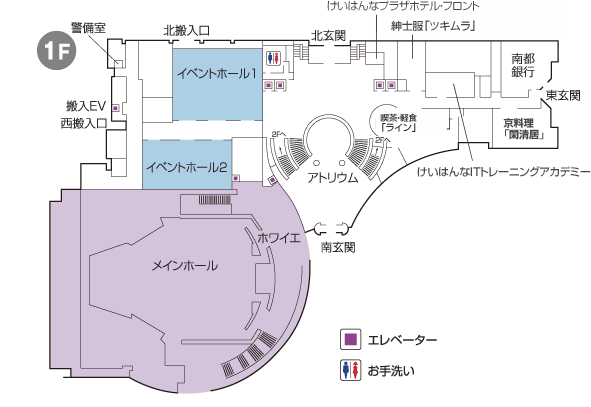 けいはんなプラザホテル・フロント
紳士服「ツキムラ」
警備室
北搬入口
北玄関
1F
イベントホール1
南都
銀行
東玄関
搬入EV
西搬入口
喫茶・軽食
「ライン」
京料理
「閑清居」
2Fへ
2Fへ
イベントホール2
アトリウム
けいはんなITトレーニングアカデミー
ホワイエ
南玄関
メインホール
エレベーター
お手洗い